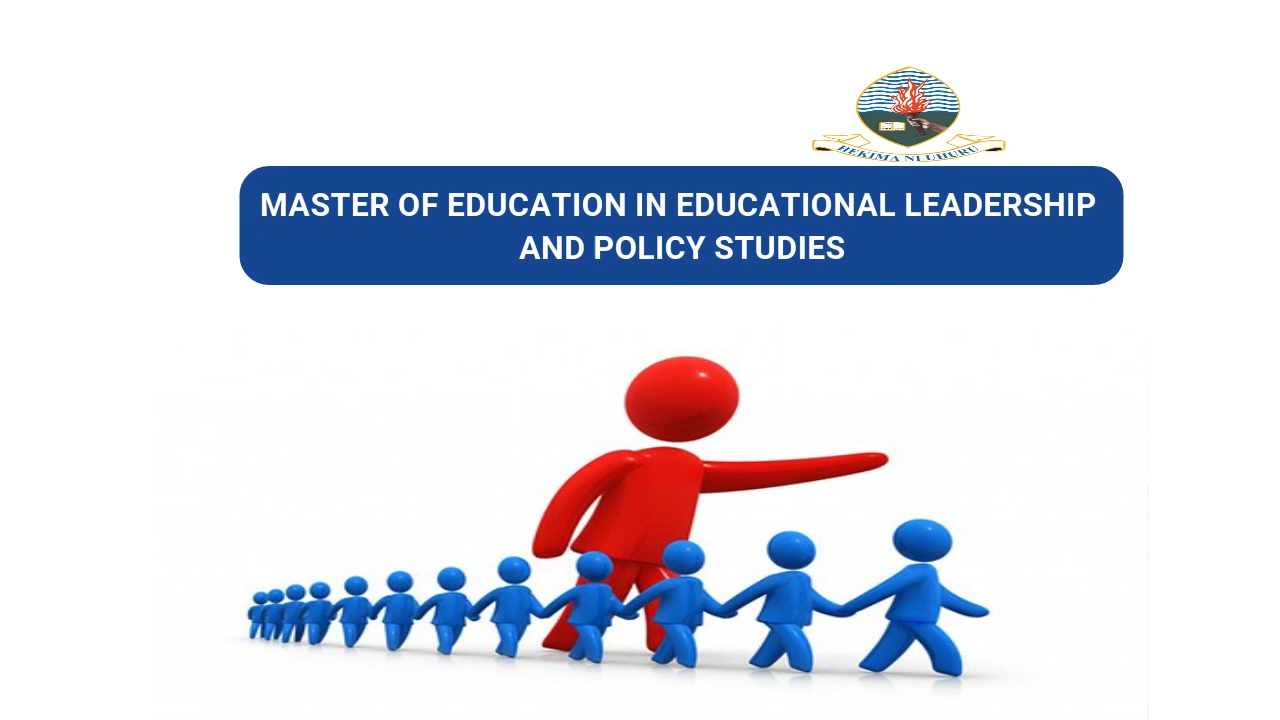 HEKIMA NI UHURU
MASTER OF EDUCATION IN EDUCATIONAL LEADERSHIP
AND POLICY STUDIES